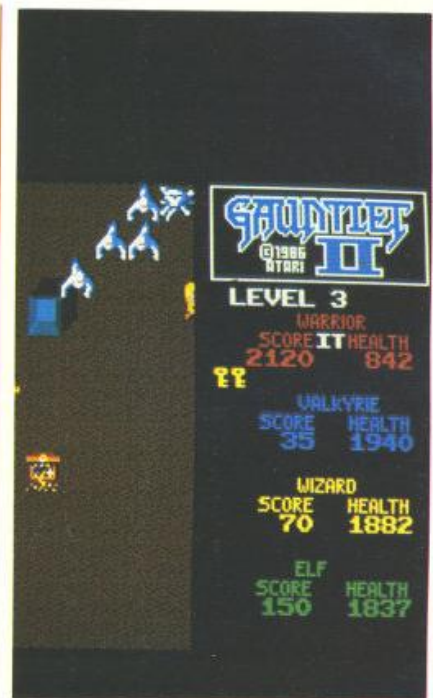 GAUNTLET
©1986
ATARI
II
LEVEL 3
WARRIOR
SCORE IT HEALTH
2120 842
VALKYRIE
SCORE HEALTH
35 1940
WIZARD
SCORE HEALTH
70 1882
ELF
SCORE HEALTH
150 1837